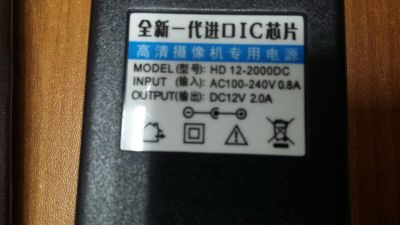 全新一代进口IC芯片
高清摄像机专用电源
MODEL(型号): HD 12-2000DC
INPUT (输入): AC100-240V 0.8A
OUTPUT(输出): DC12V 2.0A